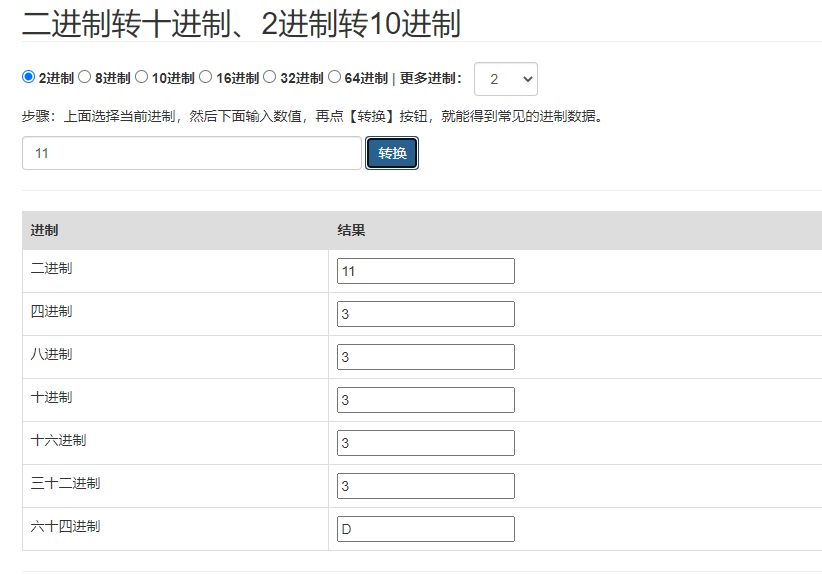 二进制转十进制、2进制转10进制
2进制 8进制 10进制 16进制 32进制 64进制 | 更多进制： 2
步骤：上面选择当前进制，然后下面输入数值，再点【转换】按钮，就能得到常见的进制数据。
11 转换
进制 结果
二进制 11
四进制 3
八进制 3
十进制 3
十六进制 3
三十二进制 3
六十四进制 D